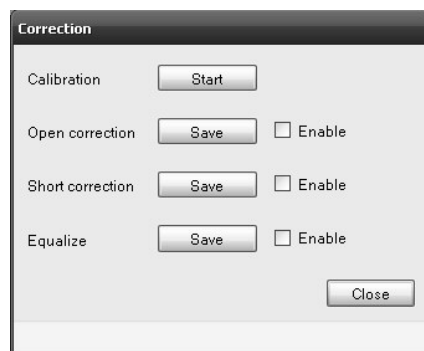 Correction
Calibration Start
Open correction Save Enable
Short correction Save Enable
Equalize Save Enable
Close